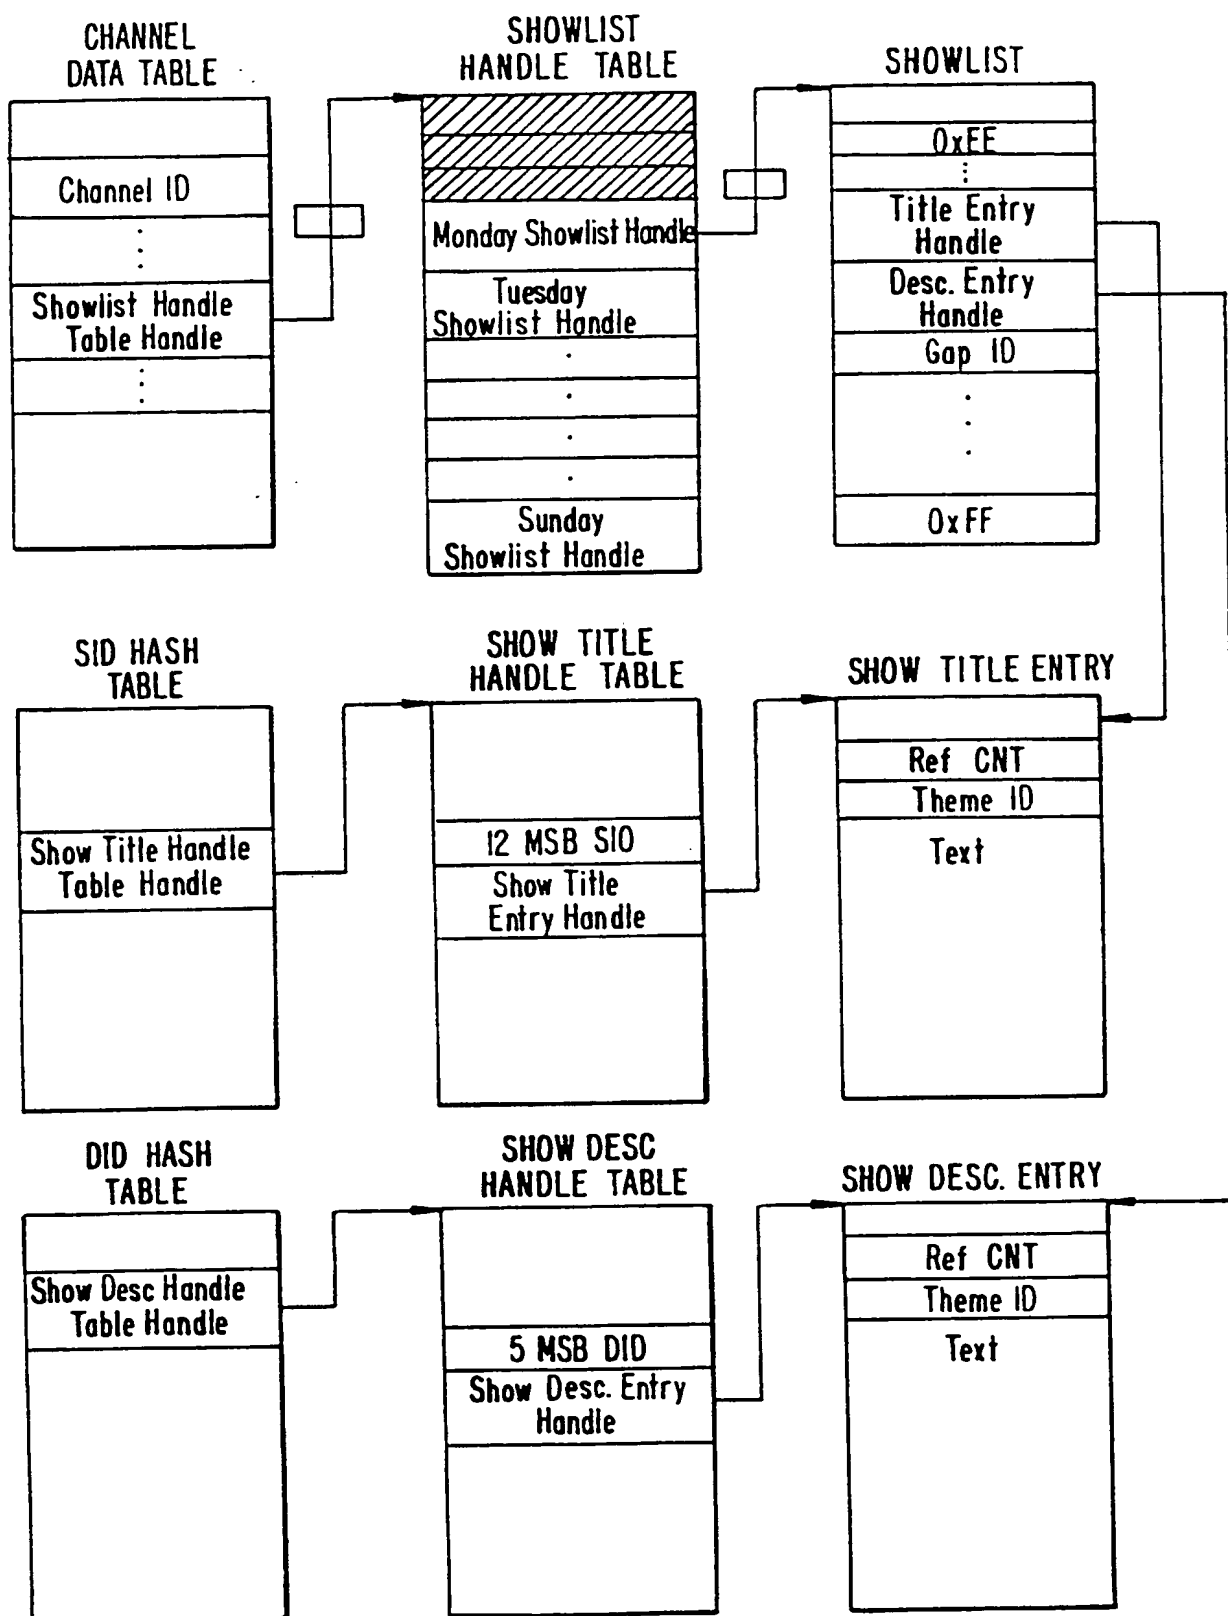 CHANNEL
DATA TABLE
Channel ID
Showlist Handle
Table Handle
SHOWLIST
HANDLE TABLE
Monday Showlist Handle
Tuesday
Showlist Handle
Sunday
Showlist Handle
SHOWLIST
0xFE
Title Entry
Handle
Desc. Entry
Handle
Gap ID
0xFF
SID HASH
TABLE
Show Title Handle
Table Handle
SHOW TITLE
HANDLE TABLE
12 MSB SIO
Show Title
Entry Handle
SHOW TITLE ENTRY
Ref CNT
Theme ID
Text
DID HASH
TABLE
Show Desc Handle
Table Handle
SHOW DESC
HANDLE TABLE
5 MSB DID
Show Desc. Entry
Handle
SHOW DESC. ENTRY
Ref CNT
Theme ID
Text